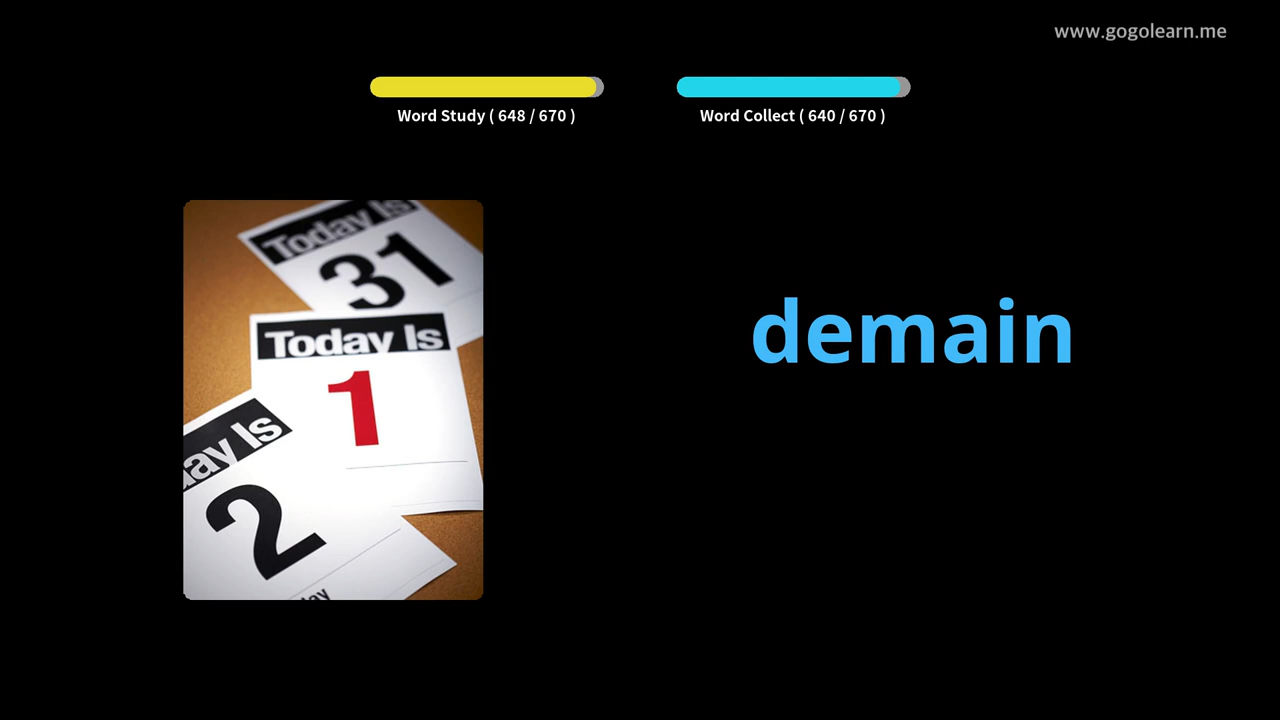 www.gogolearn.me
Word Study ( 648 / 670 )
Word Collect ( 640 / 670 )
Today Is
31
Today Is
1
ay Is
2
demain